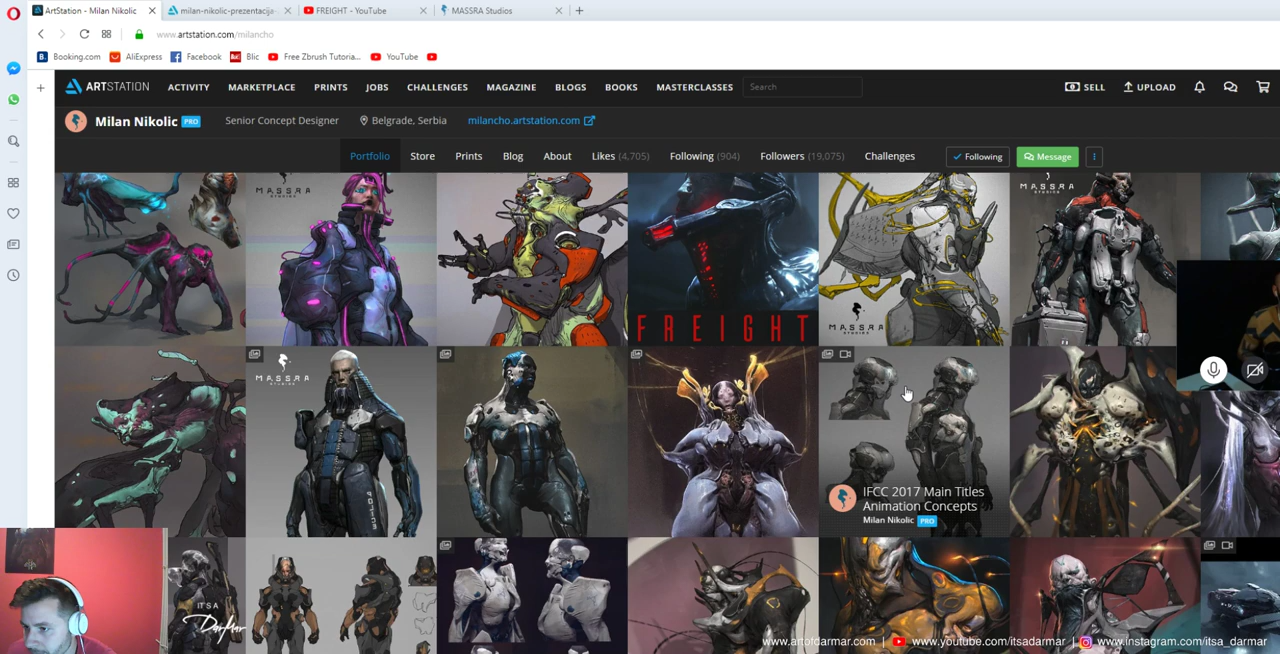 ArtStation - Milan Nikolic
milan-nikolic-prezentacija-
FREIGHT - YouTube
MASSRA Studios
www.artstation.com/milancho
Booking.com
AliExpress
Facebook
Blic
Free Zbrush Tutoria...
YouTube
ARTSTATION
ACTIVITY
MARKETPLACE
PRINTS
JOBS
CHALLENGES
MAGAZINE
BLOGS
BOOKS
MASTERCLASSES
Search
SELL
UPLOAD
Milan Nikolic PRO
Senior Concept Designer
Belgrade, Serbia
milancho.artstation.com
Portfolio
Store
Prints
Blog
About
Likes (4,705)
Following (904)
Followers (19,075)
Challenges
Following
Message
MASSRA
STUDIOS
FREIGHT
MASSRA
STUDIOS
MASSRA
STUDIOS
MASSRA
STUDIOS
IFCC 2017 Main Titles
Animation Concepts
Milan Nikolic PRO
ITSA
DarMar
www.artofdarmar.com | www.youtube.com/itsadarmar | www.instagram.com/itsa_darmar